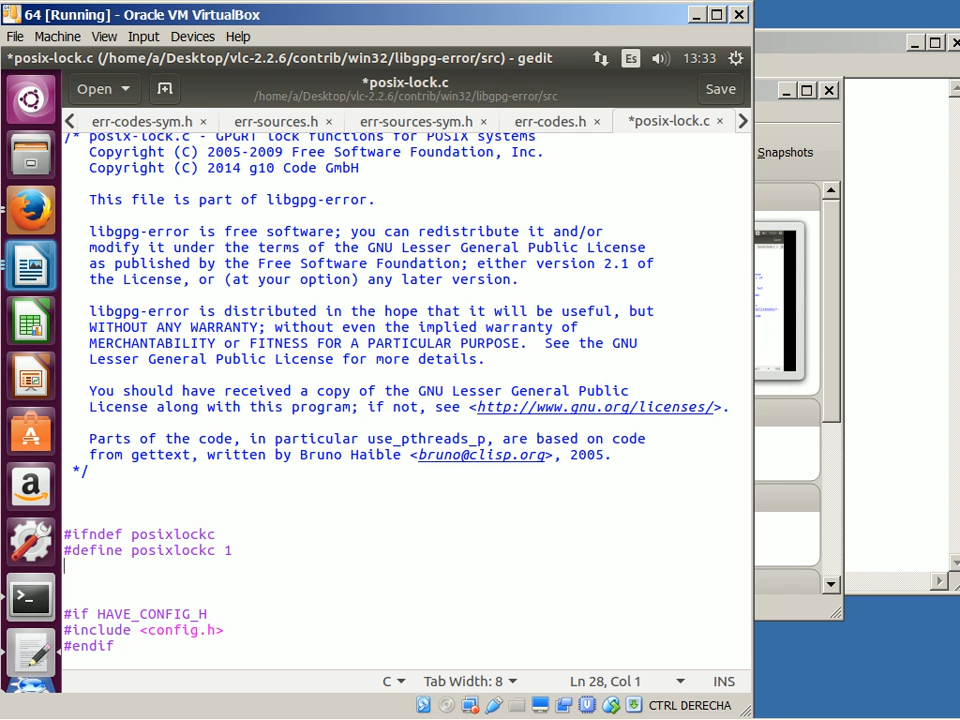 64 [Running] - Oracle VM VirtualBox
File Machine View Input Devices Help
*posix-lock.c (/home/a/Desktop/vlc-2.2.6/contrib/win32/libgpg-error/src) - gedit
Es
13:33
Open
*posix-lock.c
/home/a/Desktop/vlc-2.2.6/contrib/win32/libgpg-error/src
Save
err-codes-sym.h ×
err-sources.h ×
err-sources-sym.h ×
err-codes.h ×
*posix-lock.c ×
/* posix-lock.c - GPGRT lock functions for POSIX systems
Copyright (C) 2005-2009 Free Software Foundation, Inc.
Copyright (C) 2014 g10 Code GmbH
This file is part of libgpg-error.
libgpg-error is free software; you can redistribute it and/or
modify it under the terms of the GNU Lesser General Public License
as published by the Free Software Foundation; either version 2.1 of
the License, or (at your option) any later version.
libgpg-error is distributed in the hope that it will be useful, but
WITHOUT ANY WARRANTY; without even the implied warranty of
MERCHANTABILITY or FITNESS FOR A PARTICULAR PURPOSE.  See the GNU
Lesser General Public License for more details.
You should have received a copy of the GNU Lesser General Public
License along with this program; if not, see <http://www.gnu.org/licenses/>.
Parts of the code, in particular use_pthreads_p, are based on code
from gettext, written by Bruno Haible <bruno@clisp.org>, 2005.
*/
#ifndef posixlockc
#define posixlockc 1
#if HAVE_CONFIG_H
#include <config.h>
#endif
C
Tab Width: 8
Ln 28, Col 1
INS
CTRL DERECHA
Snapshots